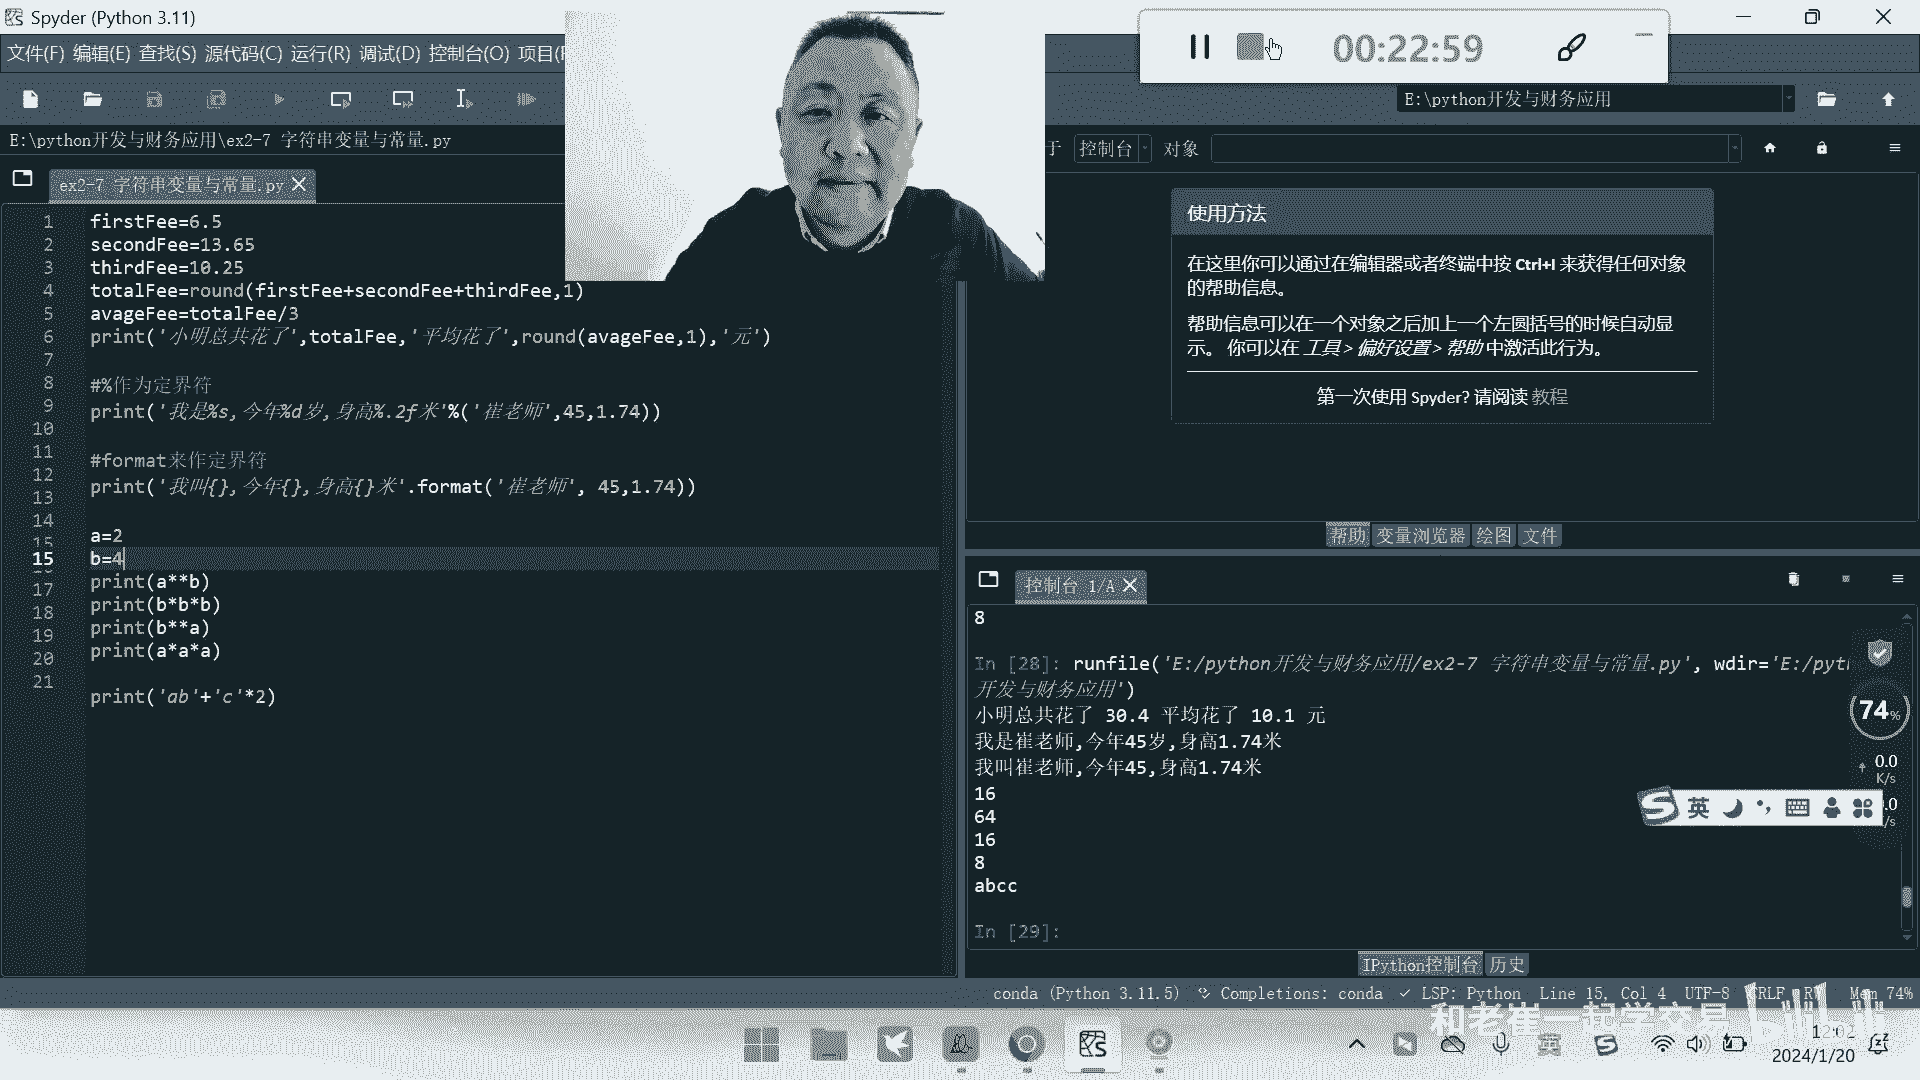 Spyder (Python 3.11)
00:22:59
文件(F) 编辑(E) 查找(S) 源代码(C) 运行(R) 调试(D) 控制台(O) 项目(
E:\python开发与财务应用
E:\python开发与财务应用\ex2-7 字符串变量与常量.py
于 控制台 对象
ex2-7 字符串变量与常量.py
1 firstFee=6.5
2 secondFee=13.65
3 thirdFee=10.25
4 totalFee=round(firstFee+secondFee+thirdFee,1)
5 avageFee=totalFee/3
6 print('小明总共花了',totalFee,'平均花了',round(avageFee,1),'元')
7
8 #%作为定界符
9 print('我是%s,今年%d岁,身高%.2f米'%('崔老师',45,1.74))
10
11 #format来作定界符
12 print('我叫{},今年{},身高{}米'.format('崔老师', 45,1.74))
13
14 a=2
15 b=4
print(a**b)
17 print(b*b*b)
18 print(b**a)
19 print(a*a*a)
20
21 print('ab'+'c'*2)
使用方法
在这里你可以通过在编辑器或者终端中按 Ctrl+I 来获得任何对象
的帮助信息。
帮助信息可以在一个对象之后加上一个左圆括号的时候自动显
示。 你可以在 工具 > 偏好设置 > 帮助 中激活此行为。
第一次使用 Spyder? 请阅读 教程
帮助 变量浏览器 绘图 文件
控制台 1/A
8
In [28]: runfile('E:/python开发与财务应用/ex2-7 字符串变量与常量.py', wdir='E:/pyt
开发与财务应用')
小明总共花了 30.4 平均花了 10.1 元
我是崔老师,今年45岁,身高1.74米
我叫崔老师,今年45,身高1.74米
16
64
16
8
abcc
In [29]:
74%
0.0
K/s
英
IPython控制台 历史
conda (Python 3.11.5) Completions: conda LSP: Python Line 15, Col 4 UTF-8 CRLF Mem 74%
和老崔一起学交易
英
2024/1/20